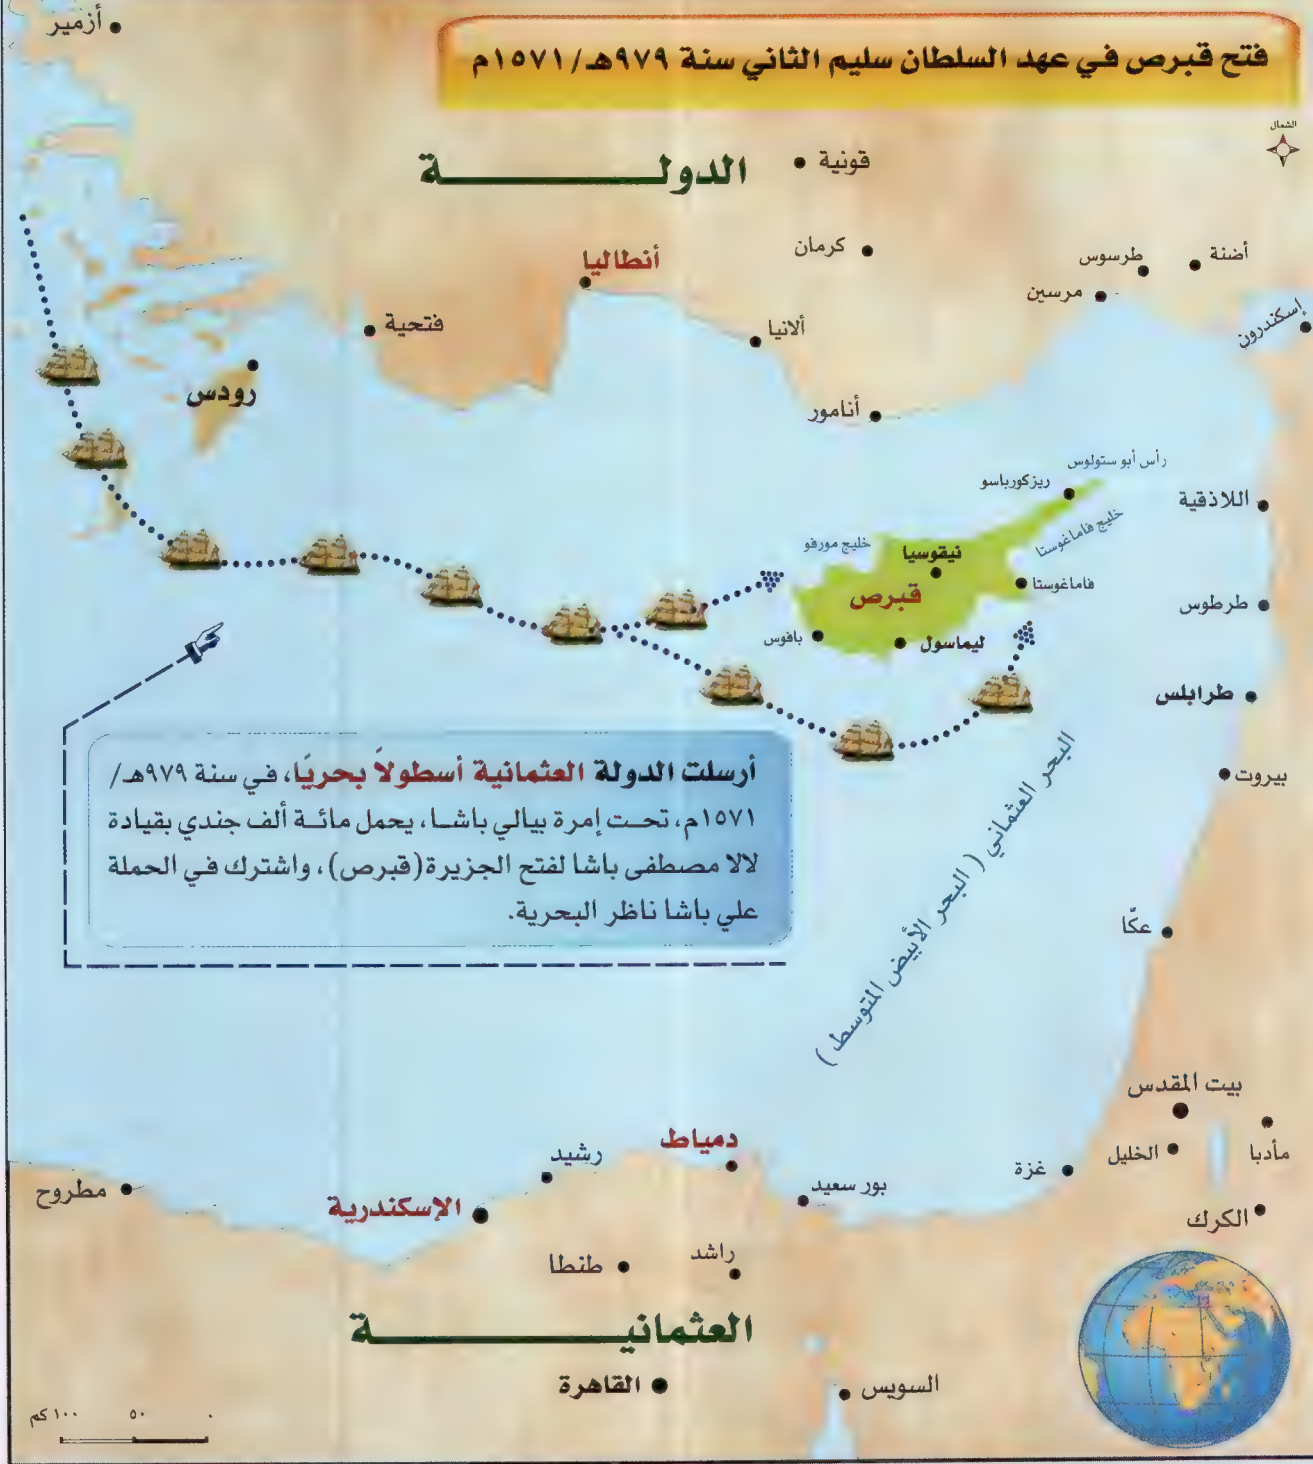 أزمير
فتح قبرص في عهد السلطان سليم الثاني سنة ٩٧٩هـ/١٥٧١م
الشمال
قونية
الدولـــة
كرمان
أضنة
طرسوس
مرسين
أنطاليا
إسكندرون
فتحية
ألانيا
رودس
أنامور
رأس أبو ستولوس
ريزكورباسو
اللاذقية
خليج فاماغوستا
خليج مورفو
نيقوسيا
قبرص
فاماغوستا
طرطوس
بافوس
ليماسول
طرابلس
البحر العثماني ( البحر الأبيض المتوسط )
بيروت
أرسلت الدولة العثمانية أسطولاً بحريًا، في سنة ٩٧٩هـ/
١٥٧١م، تحت إمرة بيالي باشا، يحمل مائة ألف جندي بقيادة
لالا مصطفى باشا لفتح الجزيرة(قبرص)، واشترك في الحملة
علي باشا ناظر البحرية.
عكّا
بيت المقدس
مأدبا
الخليل
غزة
دمياط
رشيد
بور سعيد
مطروح
الإسكندرية
الكرك
راشد
طنطا
العثمانيـــة
القاهرة
السويس
٠ ٥٠ ١٠٠ كم